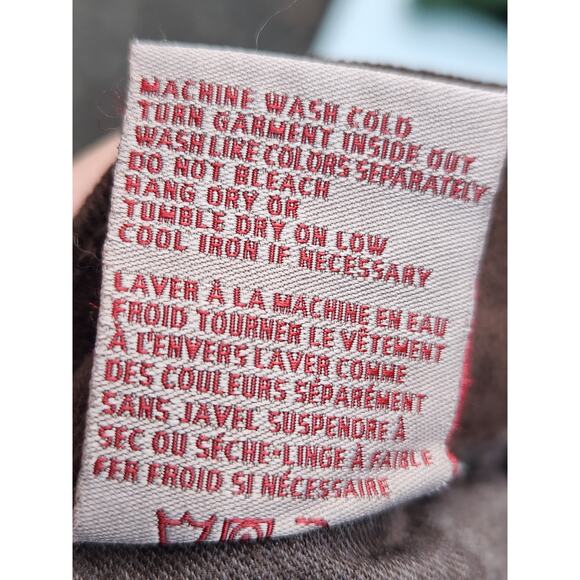 MACHINE WASH COLD
TURN GARMENT INSIDE OUT
WASH LIKE COLORS SEPARATELY
DO NOT BLEACH
HANG DRY OR
TUMBLE DRY ON LOW
COOL IRON IF NECESSARY
LAVER À LA MACHINE EN EAU
FROID TOURNER LE VÊTEMENT
À L'ENVERS LAVER COMME
DES COULEURS SÉPARÉMENT
SANS JAVEL SUSPENDRE À
SEC OU SÉCHE-LINGE À FAIBLE
FER FROID SI NÉCESSAIRE